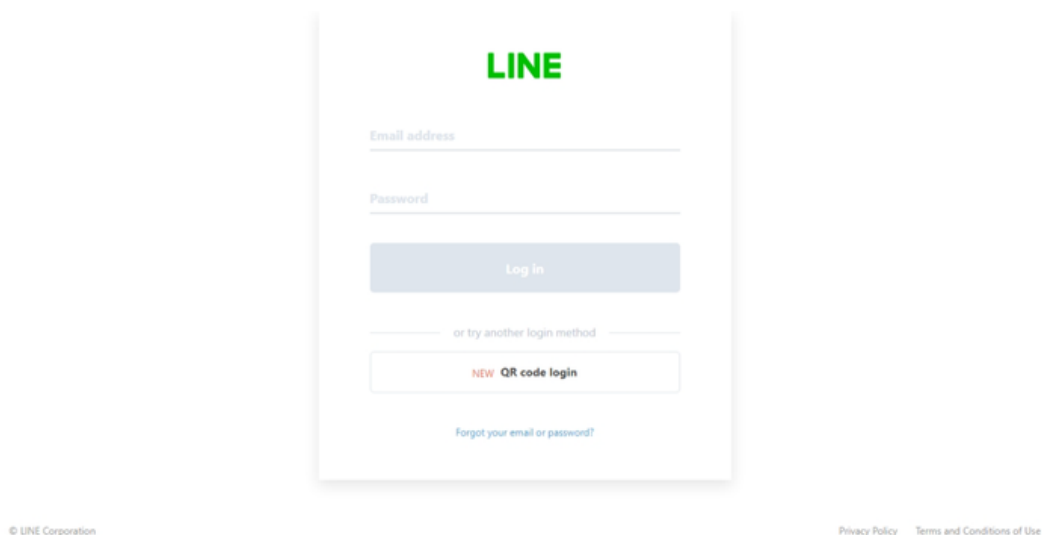 LINE
Email address
Password
Log in
or try another login method
NEW QR code login
Forgot your email or password?
© LINE Corporation
Privacy Policy Terms and Conditions of Use